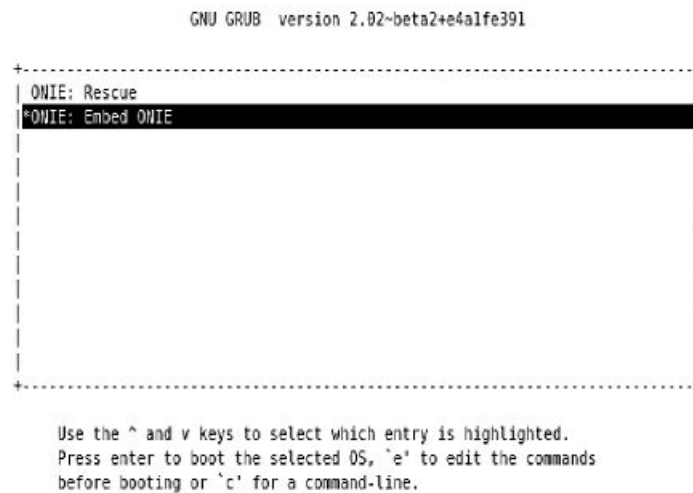 GNU GRUB version 2.02~beta2+e4a1fe391
ONIE: Rescue
*ONIE: Embed ONIE
Use the ^ and v keys to select which entry is highlighted.
Press enter to boot the selected OS, `e' to edit the commands
before booting or `c' for a command-line.